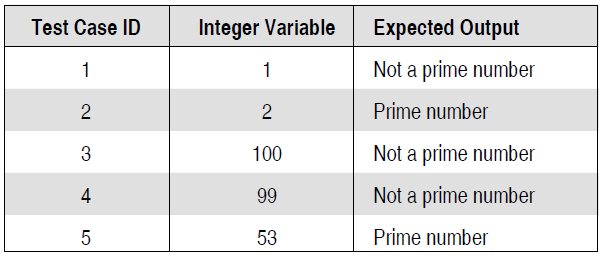 Test Case ID Integer Variable Expected Output
1 1 Not a prime number
2 2 Prime number
3 100 Not a prime number
4 99 Not a prime number
5 53 Prime number